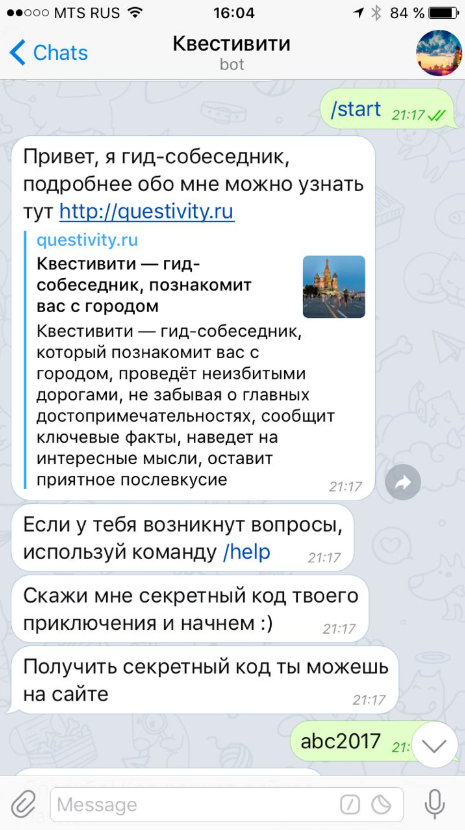 MTS RUS 16:04 84 %
Chats Квестивити
bot
/start 21:17
Привет, я гид-собеседник,
подробнее обо мне можно узнать
тут http://questivity.ru
questivity.ru
Квестивити — гид-
собеседник, познакомит
вас с городом
Квестивити — гид-собеседник,
который познакомит вас с
городом, проведёт неизбитыми
дорогами, не забывая о главных
достопримечательностях, сообщит
ключевые факты, наведет на
интересные мысли, оставит
приятное послевкусие
21:17
Если у тебя возникнут вопросы,
используй команду /help 21:17
Скажи мне секретный код твоего
приключения и начнем :) 21:17
Получить секретный код ты можешь
на сайте 21:17
abc2017 21:
Message